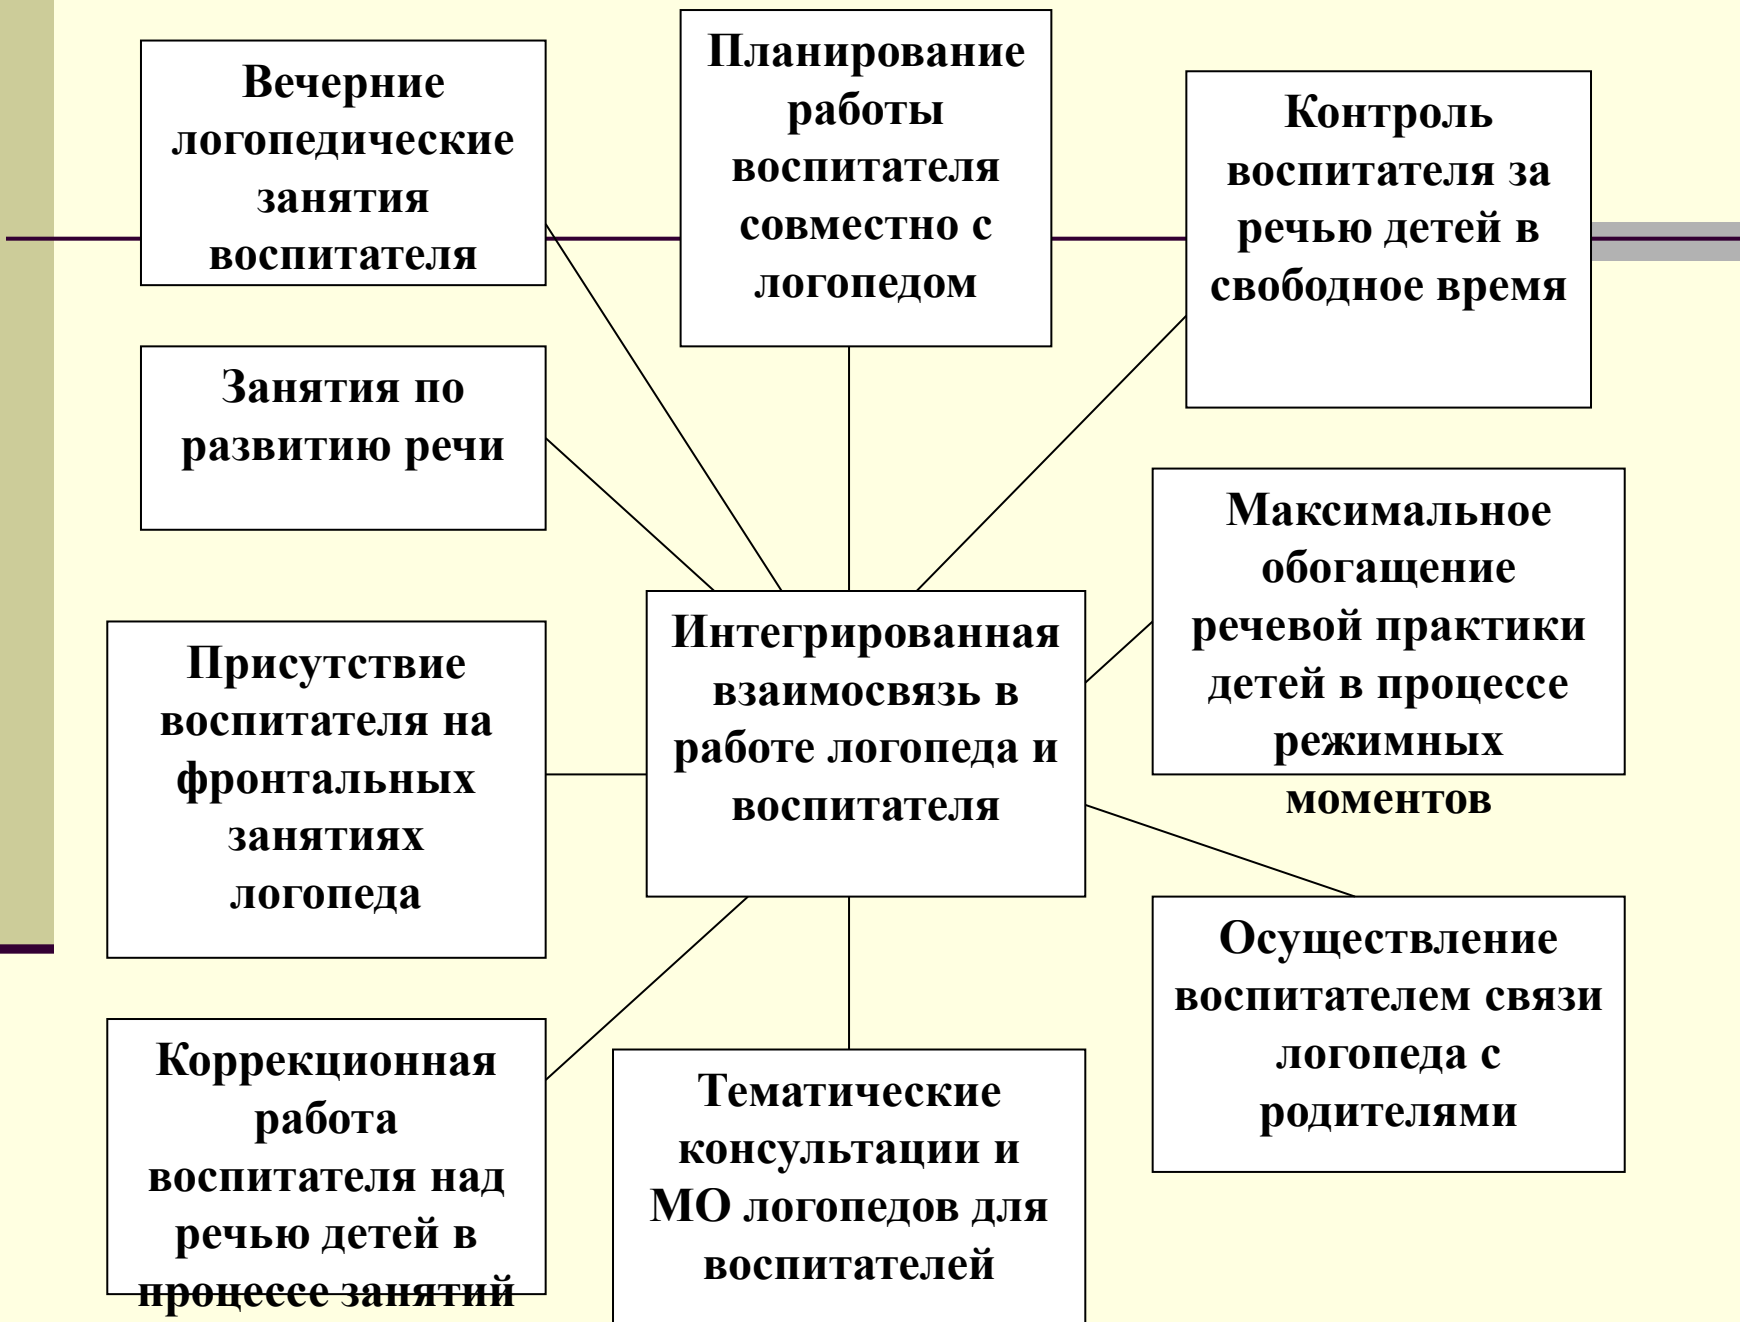 Вечерние
логопедические
занятия
воспитателя
Планирование
работы
воспитателя
совместно с
логопедом
Контроль
воспитателя за
речью детей в
свободное время
Занятия по
развитию речи
Максимальное
обогащение
речевой практики
детей в процессе
режимных
моментов
Присутствие
воспитателя на
фронтальных
занятиях
логопеда
Интегрированная
взаимосвязь в
работе логопеда и
воспитателя
Осуществление
воспитателем связи
логопеда с
родителями
Коррекционная
работа
воспитателя над
речью детей в
процессе занятий
Тематические
консультации и
МО логопедов для
воспитателей